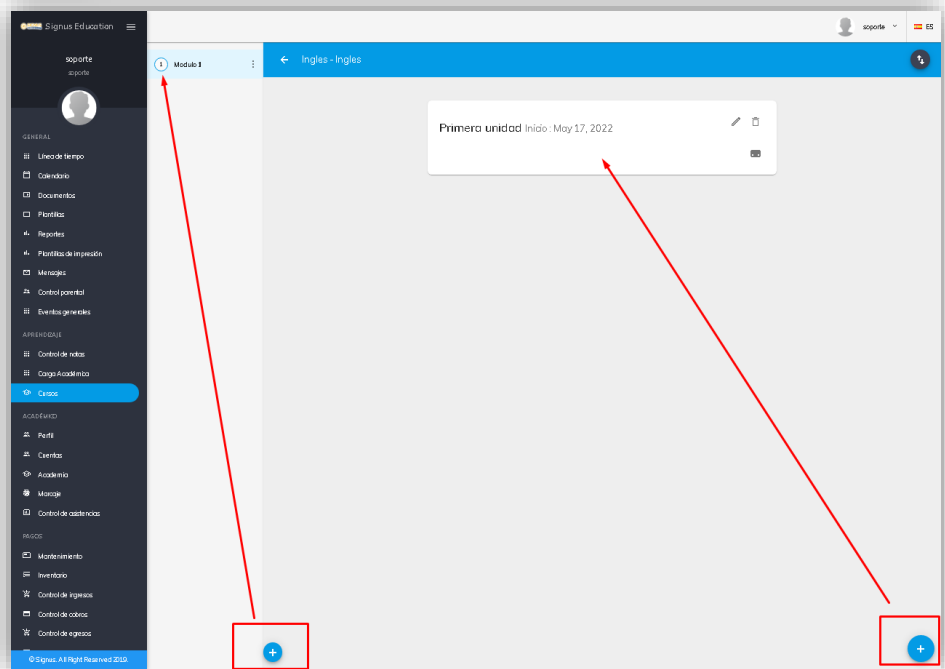 Signus Education
soporte
ES
soporte
soporte
GENERAL
Línea de tiempo
Calendario
Documentos
Plantillas
Reportes
Plantillas de impresión
Mensajes
Control parental
Eventos generales
APRENDIZAJE
Control de notas
Carga Académica
Cursos
ACADÉMICO
Perfil
Cuentas
Academia
Marcaje
Control de asistencias
PAGOS
Mantenimiento
Inventario
Control de ingresos
Control de cobros
Control de egresos
© Signus. All Right Reserved 2019.
1 Modulo II
Ingles - Ingles
Primera unidad Inicio : May 17, 2022